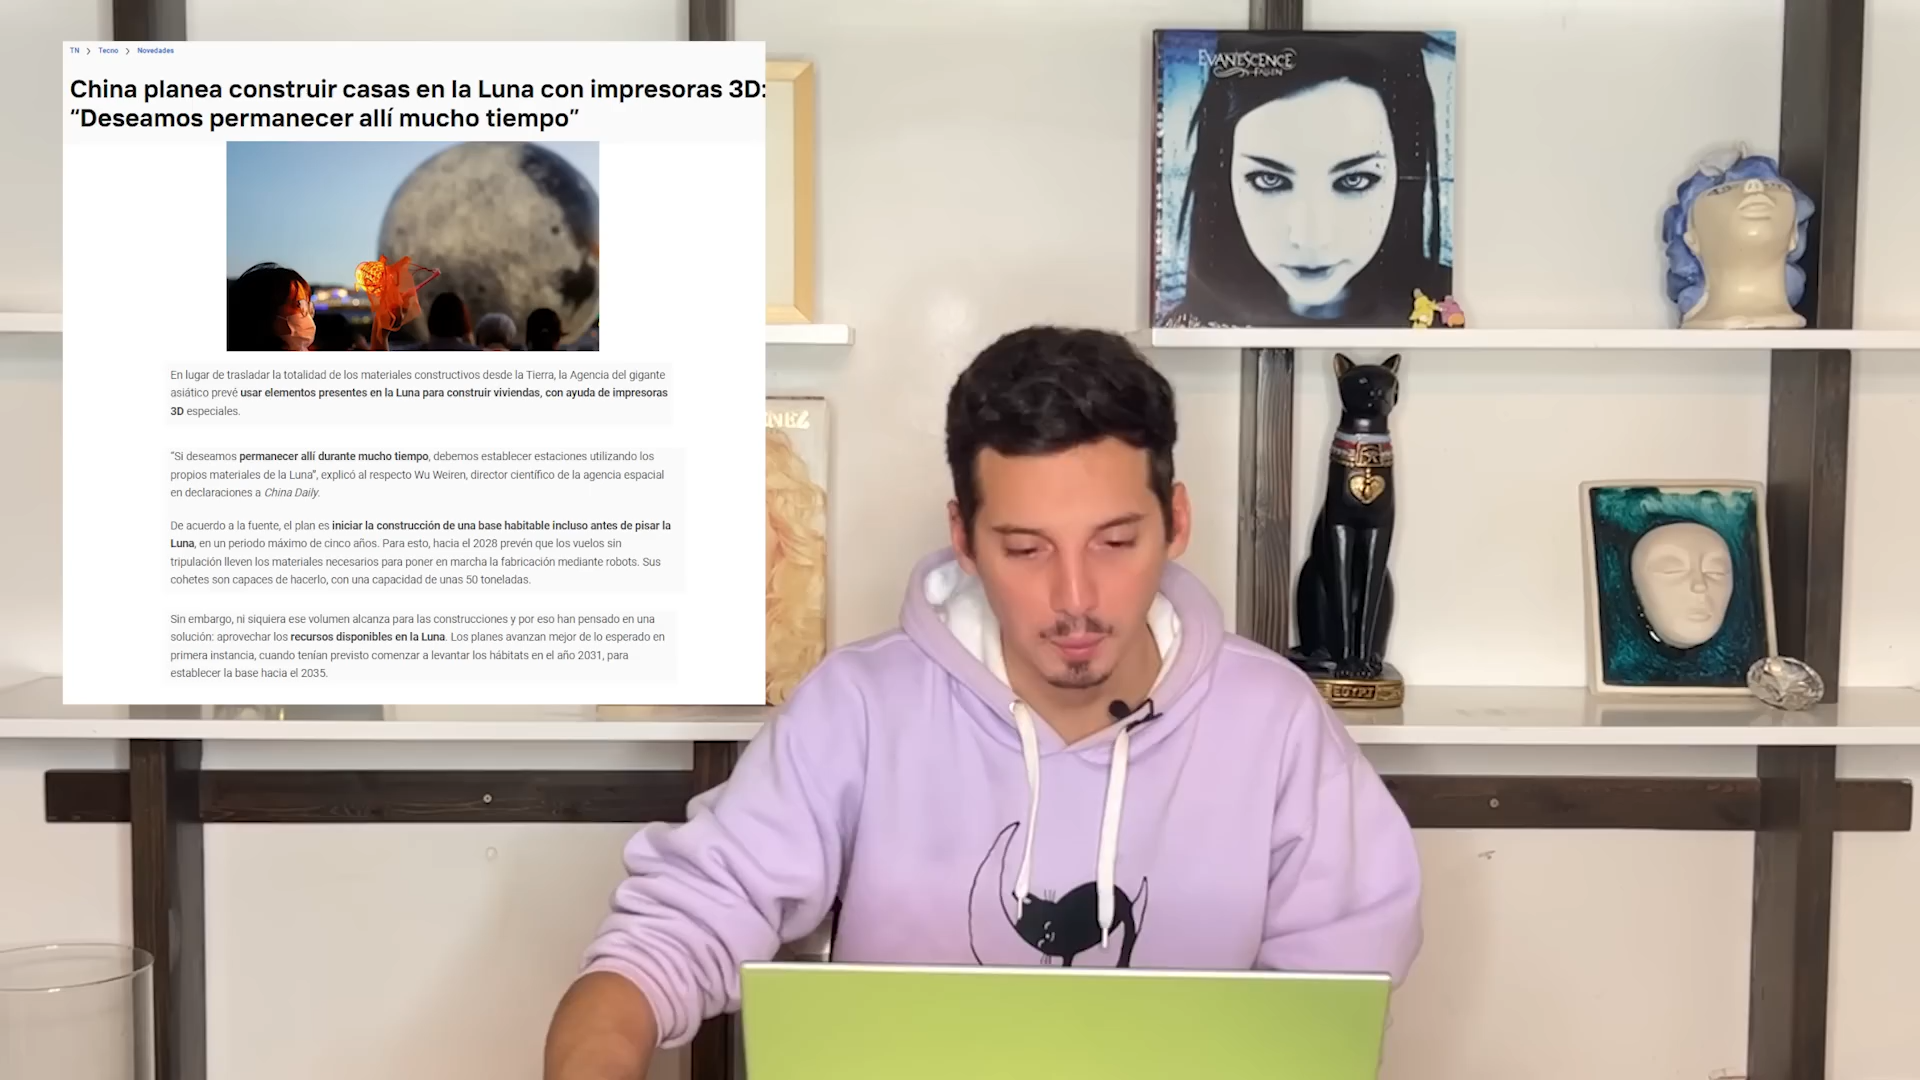 TN > Tecno > Novedades
China planea construir casas en la Luna con impresoras 3D:
“Deseamos permanecer allí mucho tiempo”
En lugar de trasladar la totalidad de los materiales constructivos desde la Tierra, la Agencia del gigante
asiático prevé usar elementos presentes en la Luna para construir viviendas, con ayuda de impresoras
3D especiales.
“Si deseamos permanecer allí durante mucho tiempo, debemos establecer estaciones utilizando los
propios materiales de la Luna”, explicó al respecto Wu Weiren, director científico de la agencia espacial
en declaraciones a China Daily.
De acuerdo a la fuente, el plan es iniciar la construcción de una base habitable incluso antes de pisar la
Luna, en un periodo máximo de cinco años. Para esto, hacia el 2028 prevén que los vuelos sin
tripulación lleven los materiales necesarios para poner en marcha la fabricación mediante robots. Sus
cohetes son capaces de hacerlo, con una capacidad de unas 50 toneladas.
Sin embargo, ni siquiera ese volumen alcanza para las construcciones y por eso han pensado en una
solución: aprovechar los recursos disponibles en la Luna. Los planes avanzan mejor de lo esperado en
primera instancia, cuando tenían previsto comenzar a levantar los hábitats en el año 2031, para
establecer la base hacia el 2035.
EVANESCENCE
FALLEN
NEZ
EGYPT